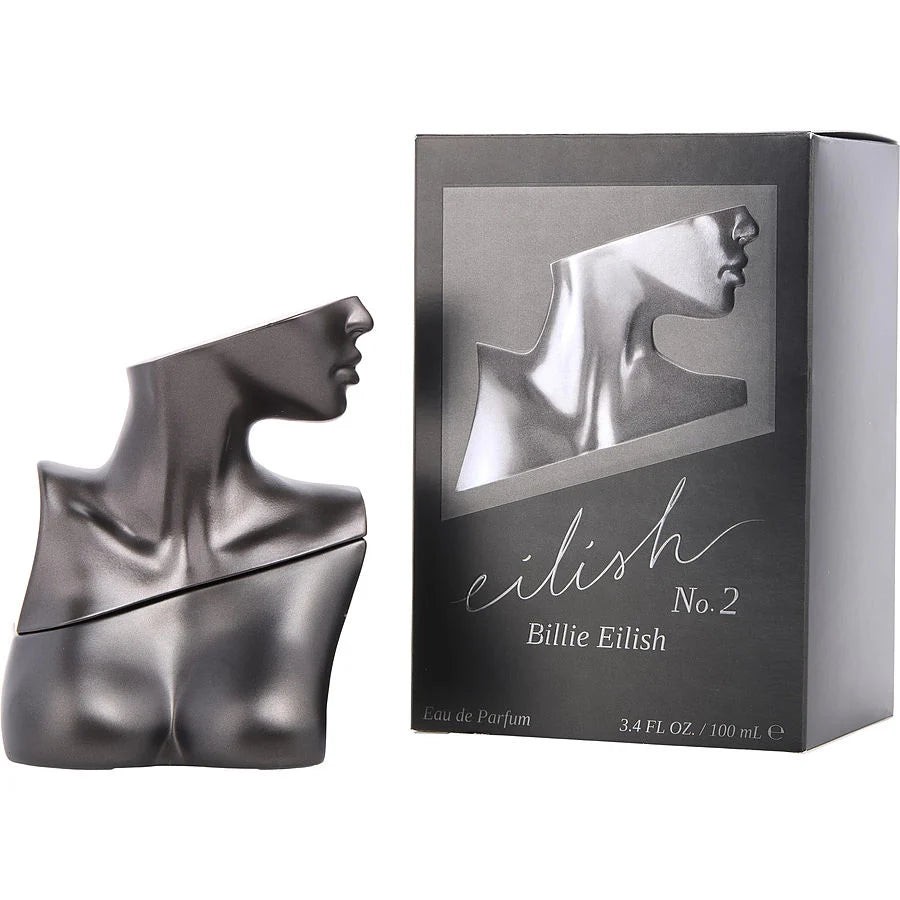 eilish
No. 2
Billie Eilish
Eau de Parfum
3.4 FL OZ. / 100 mL ℮